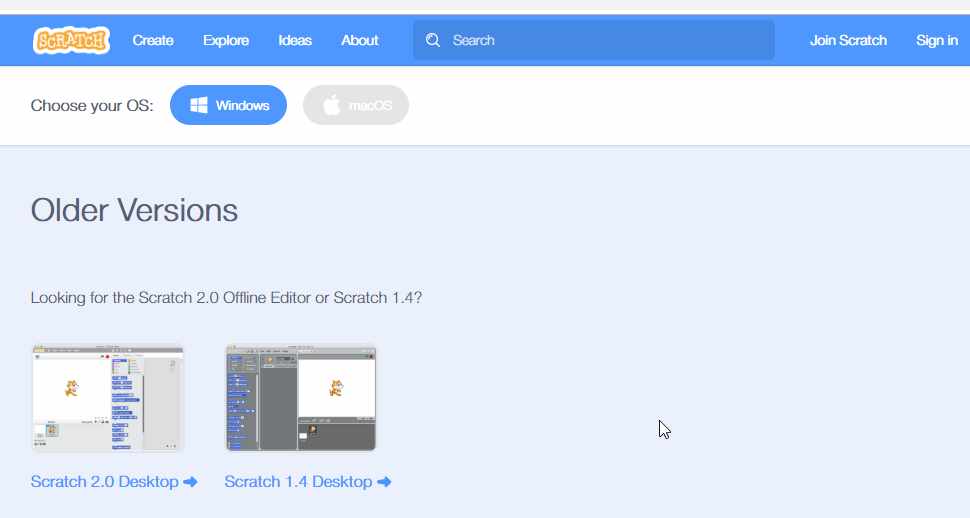 SCRATCH Create Explore Ideas About Search Join Scratch Sign in
Choose your OS: Windows macOS
Older Versions
Looking for the Scratch 2.0 Offline Editor or Scratch 1.4?
Scratch 2.0 Desktop Scratch 1.4 Desktop